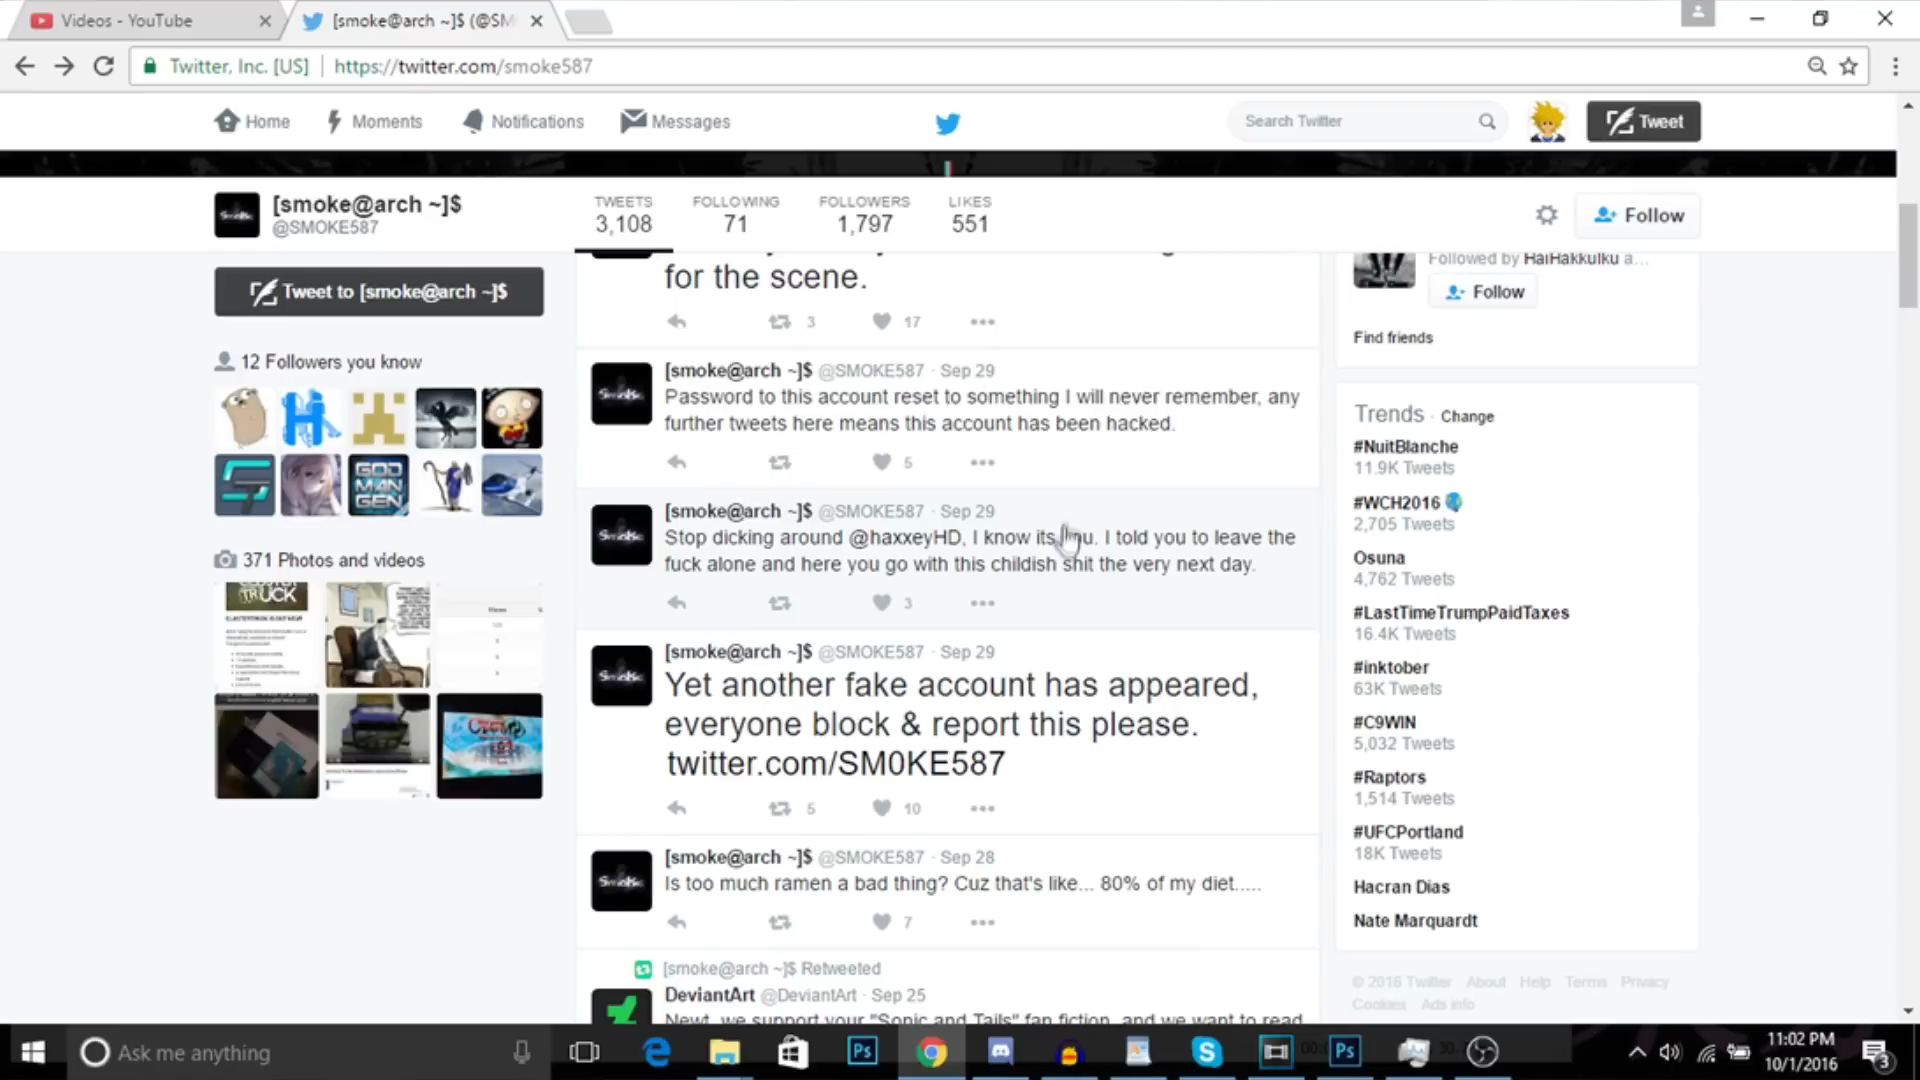 Videos - YouTube
[smoke@arch ~]$ (@SM
Twitter, Inc. [US]
https://twitter.com/smoke587
Home
Moments
Notifications
Messages
Search Twitter
Tweet
[smoke@arch ~]$
@SMOKE587
TWEETS
3,108
FOLLOWING
71
FOLLOWERS
1,797
LIKES
551
Follow
Tweet to [smoke@arch ~]$
12 Followers you know
GOD
MAN
GEN
371 Photos and videos
for the scene.
3
17
[smoke@arch ~]$ @SMOKE587 · Sep 29
Password to this account reset to something I will never remember, any
further tweets here means this account has been hacked.
5
[smoke@arch ~]$ @SMOKE587 · Sep 29
Stop dicking around @haxxeyHD, I know its you. I told you to leave the
fuck alone and here you go with this childish shit the very next day.
3
[smoke@arch ~]$ @SMOKE587 · Sep 29
Yet another fake account has appeared,
everyone block & report this please.
twitter.com/SM0KE587
5
10
[smoke@arch ~]$ @SMOKE587 · Sep 28
Is too much ramen a bad thing? Cuz that's like... 80% of my diet.....
7
[smoke@arch ~]$ Retweeted
DeviantArt @DeviantArt · Sep 25
Newt, we support your "Sonic and Tails" fan fiction, and we want to read
Followed by HaiHakkulku a...
Follow
Find friends
Trends · Change
#NuitBlanche
11.9K Tweets
#WCH2016
2,705 Tweets
Osuna
4,762 Tweets
#LastTimeTrumpPaidTaxes
16.4K Tweets
#inktober
63K Tweets
#C9WIN
5,032 Tweets
#Raptors
1,514 Tweets
#UFCPortland
18K Tweets
Hacran Dias
Nate Marquardt
© 2016 Twitter About Help Terms Privacy
Cookies Ads info
Ask me anything
Ps
Ps
11:02 PM
10/1/2016
3